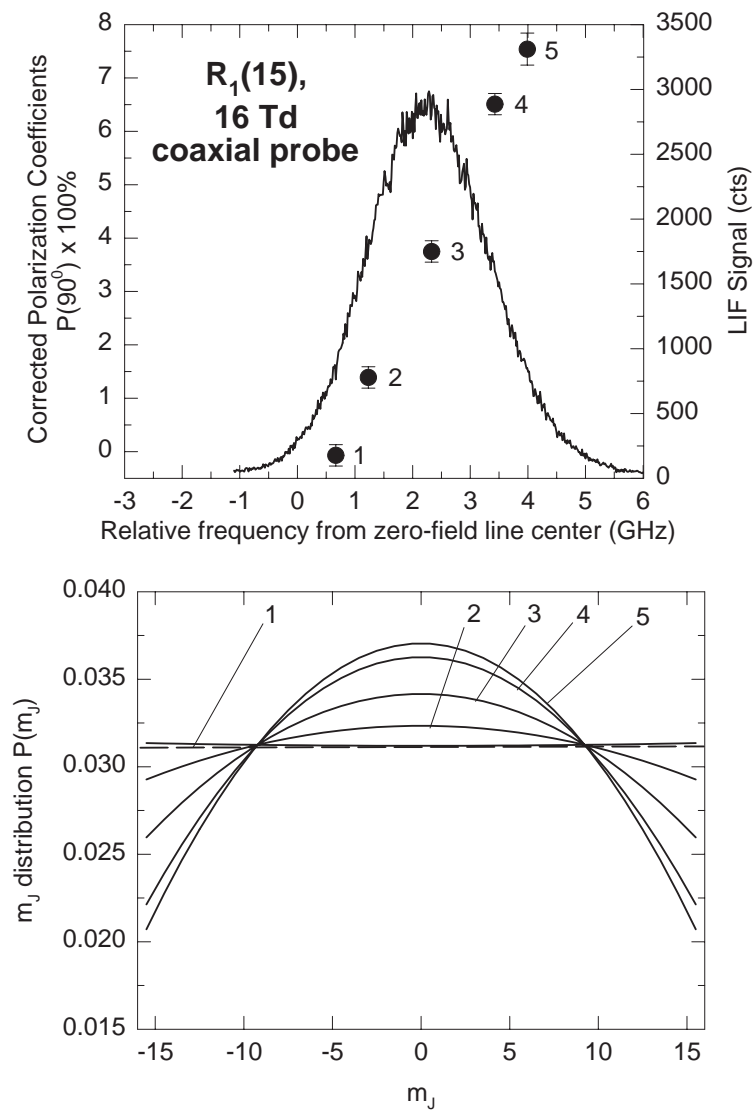 R₁(15),
16 Td
coaxial probe
Corrected Polarization Coefficients
P(90⁰) x 100%
8
7
6
5
4
3
2
1
0
LIF Signal (cts)
3500
3000
2500
2000
1500
1000
500
0
5
4
3
2
1
-3 -2 -1 0 1 2 3 4 5 6
Relative frequency from zero-field line center (GHz)
m_J distribution P(m_J)
0.040
0.035
0.030
0.025
0.020
0.015
1 2 3 4 5
-15 -10 -5 0 5 10 15
m_J